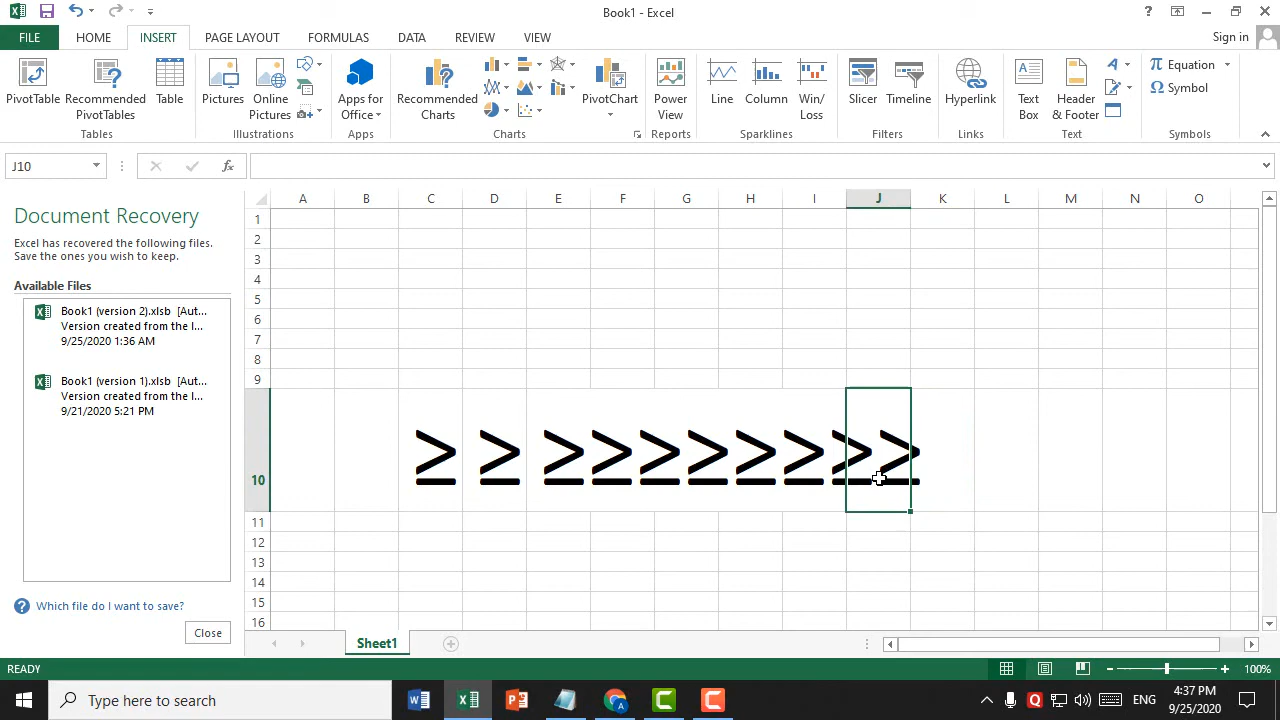 Book1 - Excel
?
FILE HOME INSERT PAGE LAYOUT FORMULAS DATA REVIEW VIEW Sign in
PivotTable
Recommended PivotTables
Table
Tables
Pictures
Online Pictures
Illustrations
Apps for Office
Apps
Recommended Charts
PivotChart
Charts
Power View
Reports
Line
Column
Win/ Loss
Sparklines
Slicer
Timeline
Filters
Hyperlink
Links
Text Box
Header & Footer
Text
π Equation
Ω Symbol
Symbols
J10
fx
Document Recovery
Excel has recovered the following files.
Save the ones you wish to keep.
Available Files
Book1 (version 2).xlsb [Aut...
Version created from the l...
9/25/2020 1:36 AM
Book1 (version 1).xlsb [Aut...
Version created from the l...
9/21/2020 5:21 PM
? Which file do I want to save?
Close
A B C D E F G H I J K L M N O
1
2
3
4
5
6
7
8
9
10 ≥ ≥ ≥≥≥≥≥≥≥≥
11
12
13
14
15
16
Sheet1
READY
100%
Type here to search
ENG
4:37 PM
9/25/2020